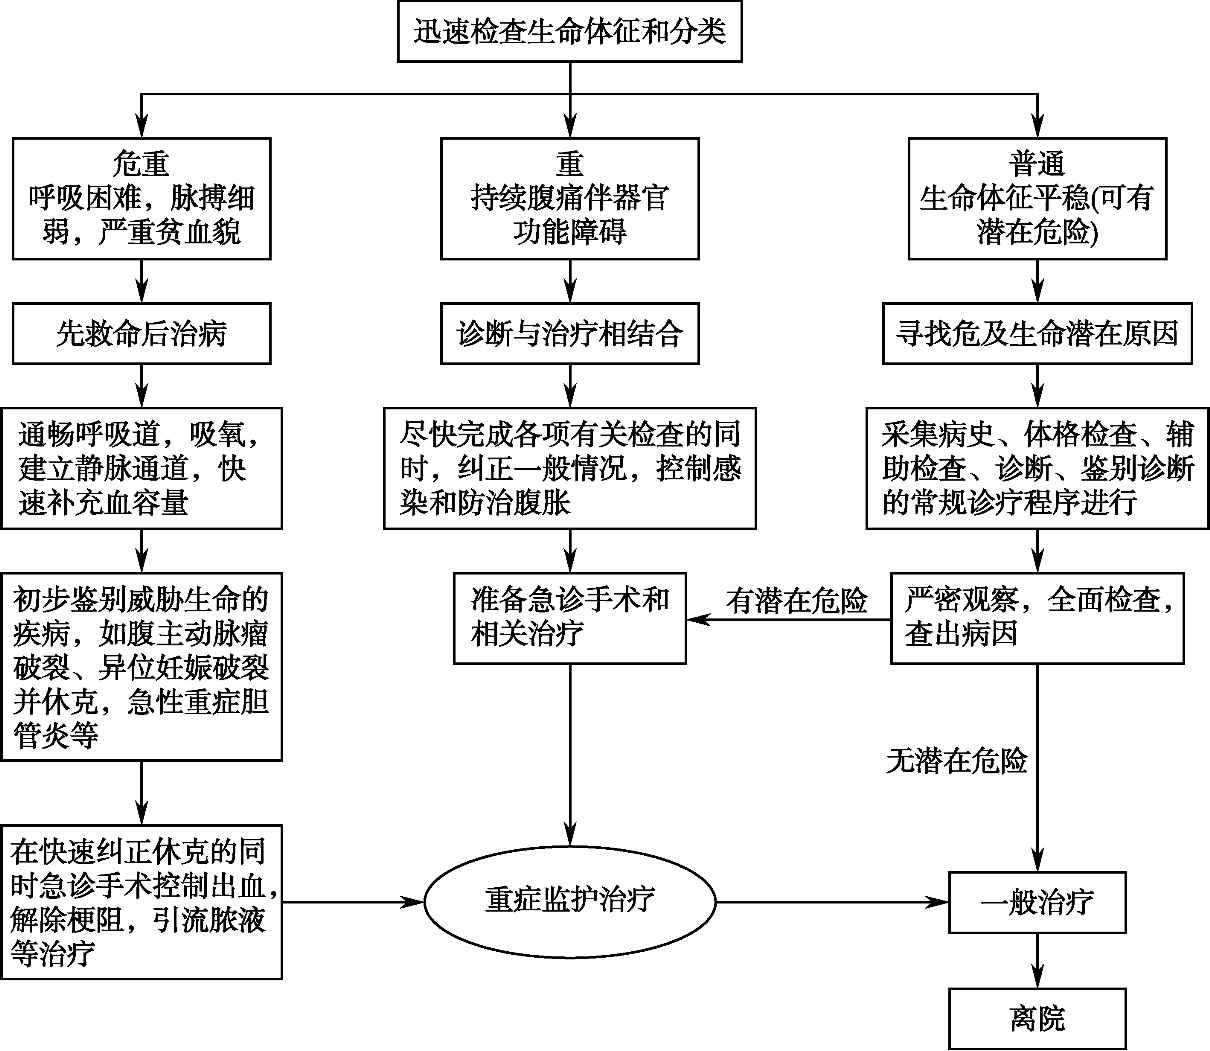 迅速检查生命体征和分类
危重
呼吸困难，脉搏细
弱，严重贫血貌
重
持续腹痛伴器官
功能障碍
普通
生命体征平稳(可有
潜在危险)
先救命后治病
诊断与治疗相结合
寻找危及生命潜在原因
通畅呼吸道，吸氧，
建立静脉通道，快
速补充血容量
尽快完成各项有关检查的同
时，纠正一般情况，控制感
染和防治腹胀
采集病史、体格检查、辅
助检查、诊断、鉴别诊断
的常规诊疗程序进行
初步鉴别威胁生命的
疾病，如腹主动脉瘤
破裂、异位妊娠破裂
并休克，急性重症胆
管炎等
准备急诊手术和
相关治疗
有潜在危险
严密观察，全面检查，
查出病因
无潜在危险
在快速纠正休克的同
时急诊手术控制出血，
解除梗阻，引流脓液
等治疗
重症监护治疗
一般治疗
离院